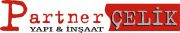 Partner ÇELİK
YAPI & İNŞAAT